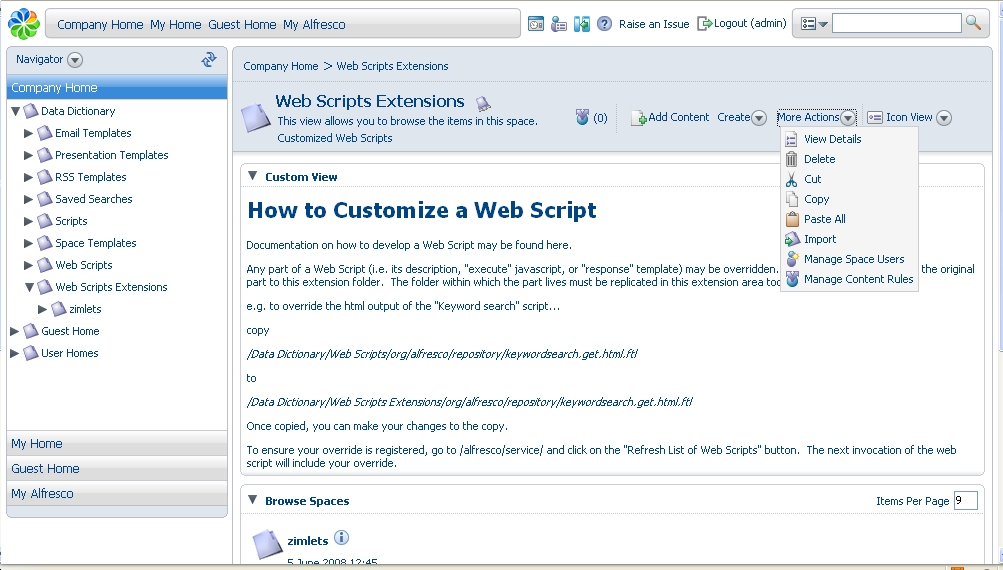 Company Home My Home Guest Home My Alfresco
Raise an Issue
Logout (admin)
Navigator
Company Home
Data Dictionary
Email Templates
Presentation Templates
RSS Templates
Saved Searches
Scripts
Space Templates
Web Scripts
Web Scripts Extensions
zimlets
Guest Home
User Homes
My Home
Guest Home
My Alfresco
Company Home > Web Scripts Extensions
Web Scripts Extensions
This view allows you to browse the items in this space.
Customized Web Scripts
(0)
Add Content
Create
More Actions
Icon View
View Details
Delete
Cut
Copy
Paste All
Import
Manage Space Users
Manage Content Rules
Custom View
How to Customize a Web Script
Documentation on how to develop a Web Script may be found here.
Any part of a Web Script (i.e. its description, "execute" javascript, or "response" template) may be overridden. the original
part to this extension folder. The folder within which the part lives must be replicated in this extension area too
e.g. to override the html output of the "Keyword search" script...
copy
/Data Dictionary/Web Scripts/org/alfresco/repository/keywordsearch.get.html.ftl
to
/Data Dictionary/Web Scripts Extensions/org/alfresco/repository/keywordsearch.get.html.ftl
Once copied, you can make your changes to the copy.
To ensure your override is registered, go to /alfresco/service/ and click on the "Refresh List of Web Scripts" button. The next invocation of the web
script will include your override.
Browse Spaces
Items Per Page 9
zimlets
5 June 2008 12:45